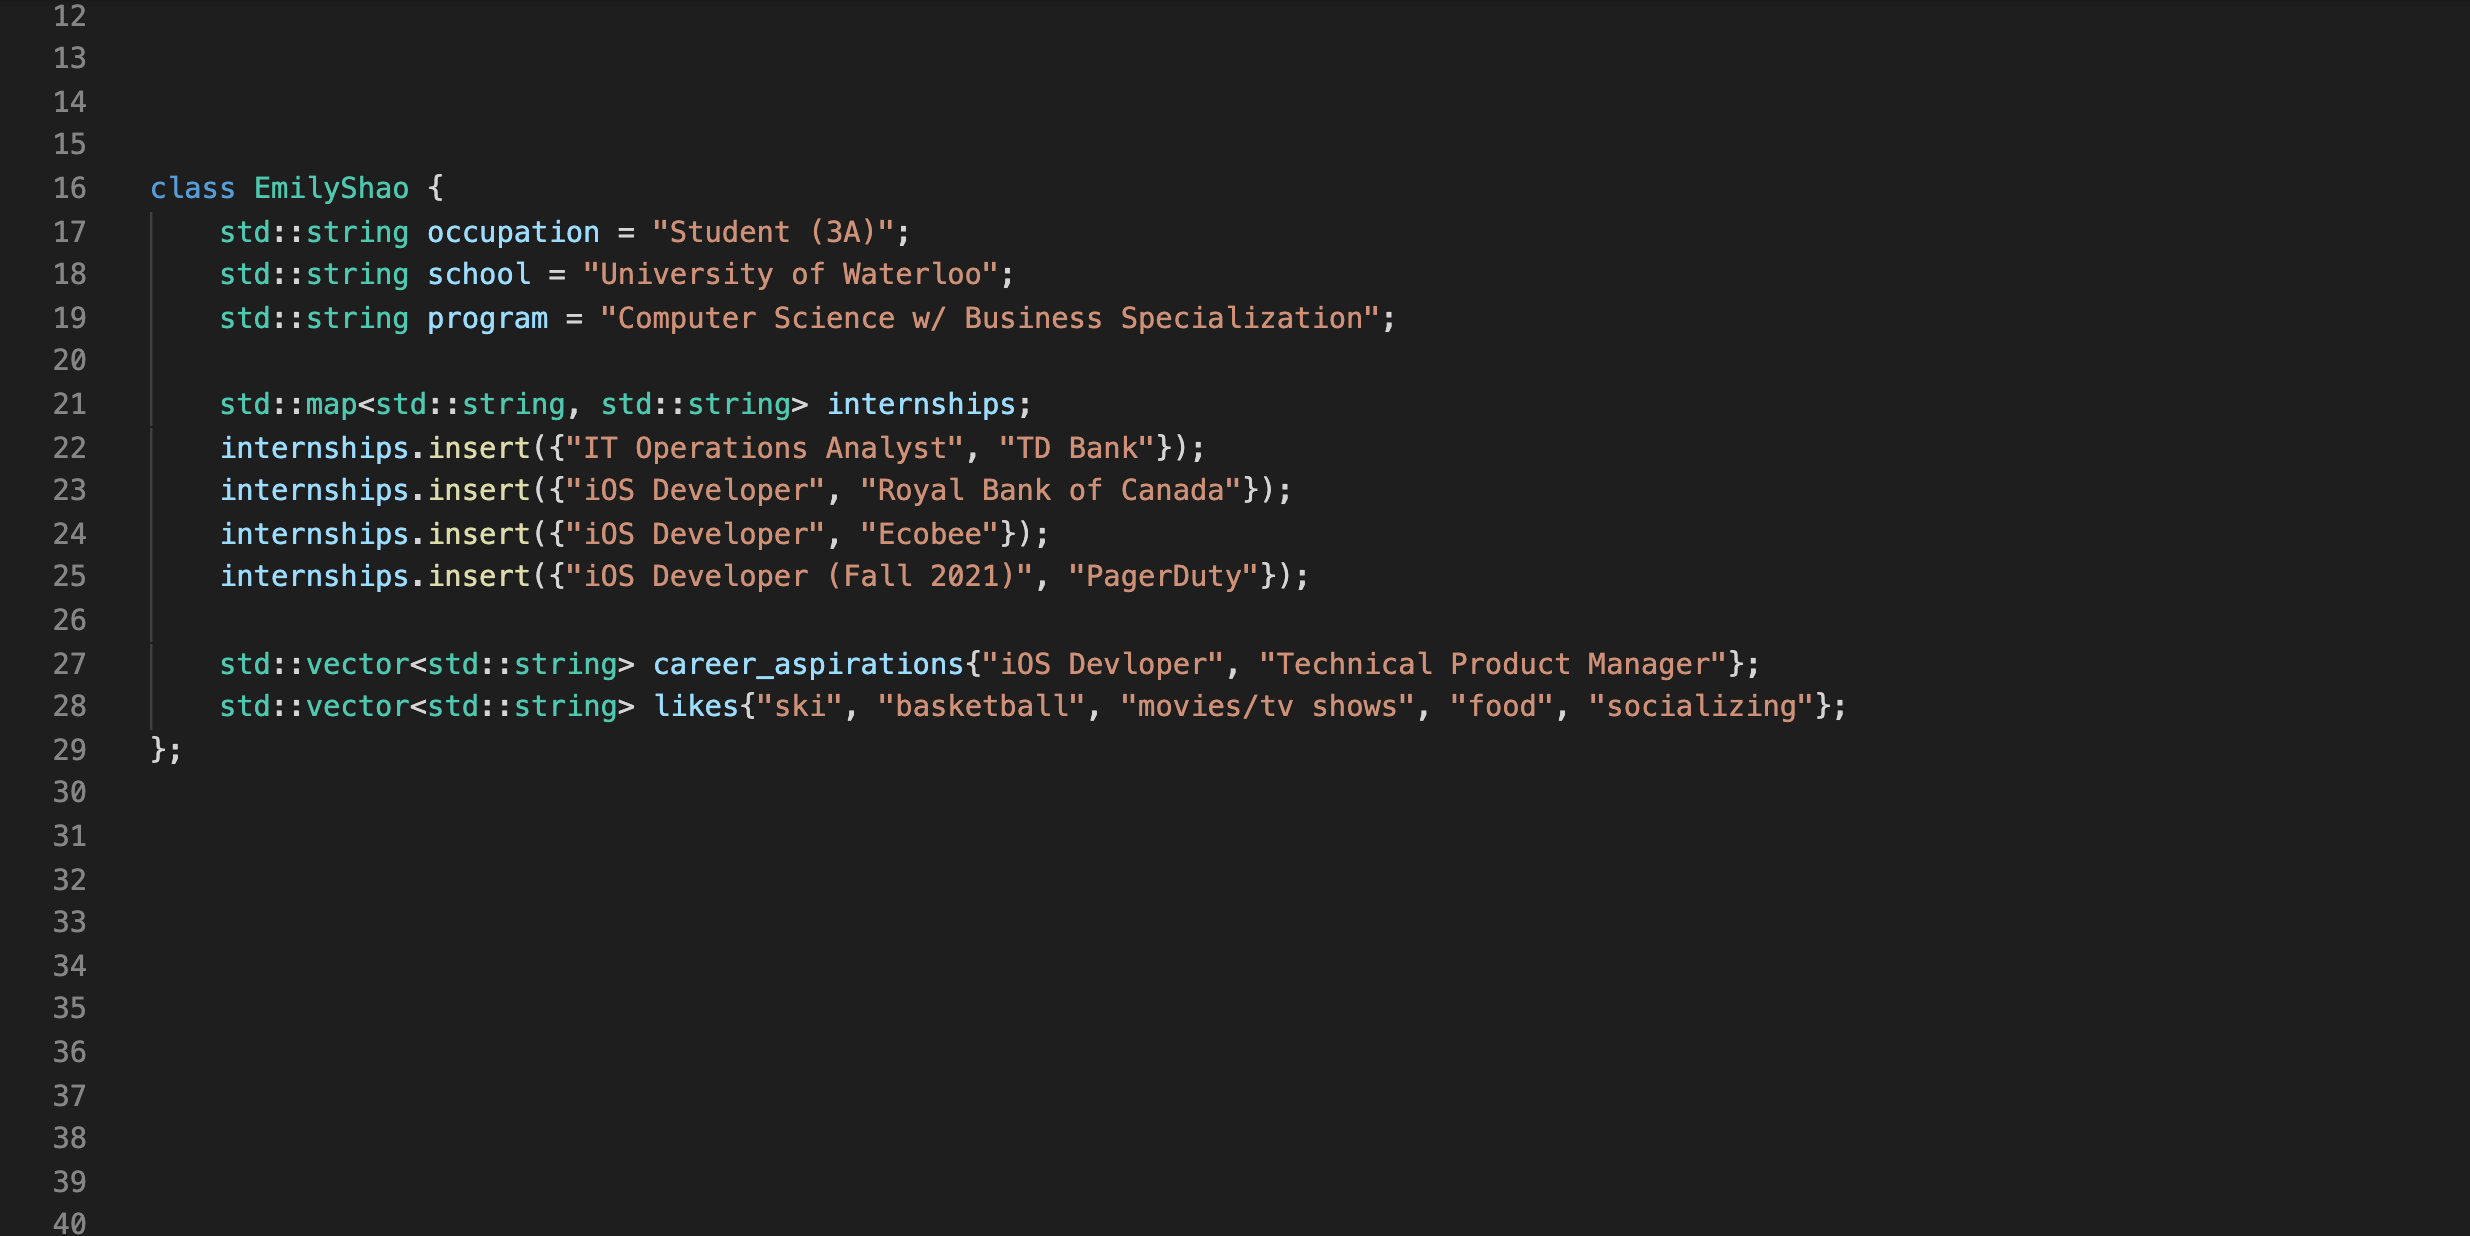 12
13
14
15
16 class EmilyShao {
17     std::string occupation = "Student (3A)";
18     std::string school = "University of Waterloo";
19     std::string program = "Computer Science w/ Business Specialization";
20
21     std::map<std::string, std::string> internships;
22     internships.insert({"IT Operations Analyst", "TD Bank"});
23     internships.insert({"iOS Developer", "Royal Bank of Canada"});
24     internships.insert({"iOS Developer", "Ecobee"});
25     internships.insert({"iOS Developer (Fall 2021)", "PagerDuty"});
26
27     std::vector<std::string> career_aspirations{"iOS Devloper", "Technical Product Manager"};
28     std::vector<std::string> likes{"ski", "basketball", "movies/tv shows", "food", "socializing"};
29 };
30
31
32
33
34
35
36
37
38
39
40